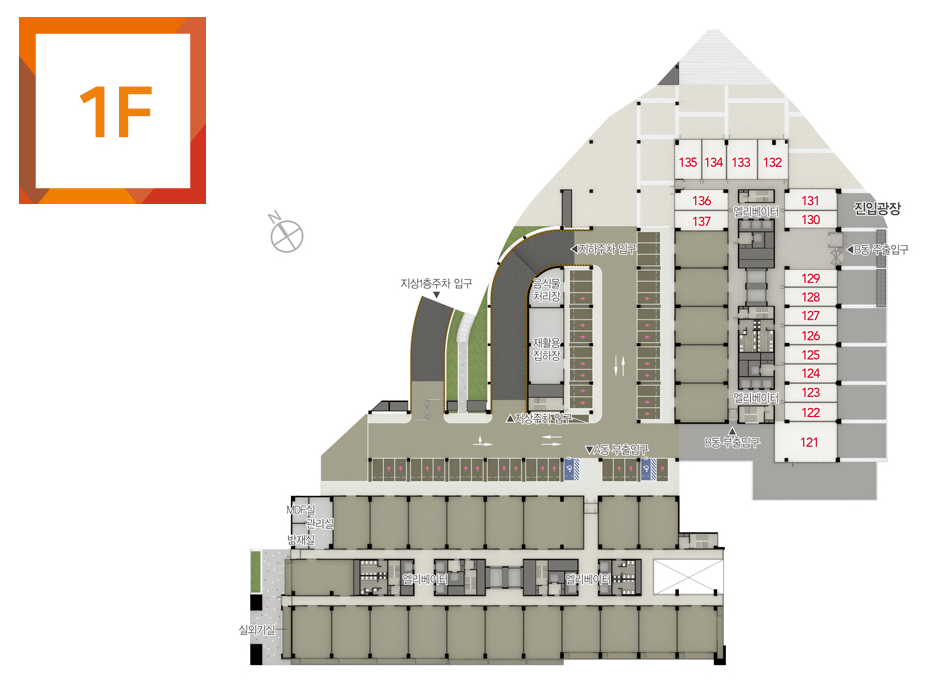 1F
N
135 134 133 132
136
137
엘리베이터
131
130
진입광장
지하주차 입구
B동 주출입구
지상1층주차 입구
음식물
처리장
129
128
127
126
125
124
123
122
121
재활용
집하장
엘리베이터
지상주차 입구
B동 부출입구
A동 부출입구
MDF실
관리실
방재실
엘리베이터
엘리베이터
실외기실